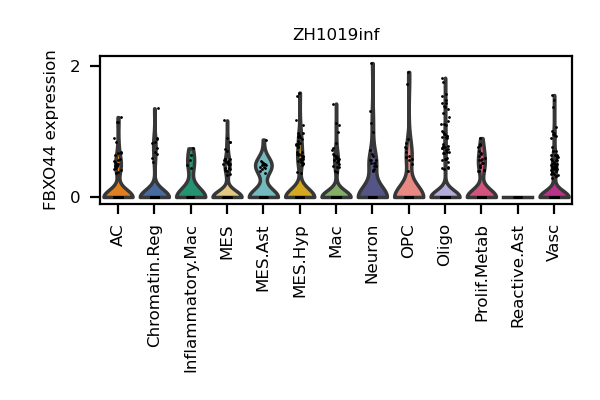 ZH1019inf
FBXO44 expression
2
0
AC
Chromatin.Reg
Inflammatory.Mac
MES
MES.Ast
MES.Hyp
Mac
Neuron
OPC
Oligo
Prolif.Metab
Reactive.Ast
Vasc